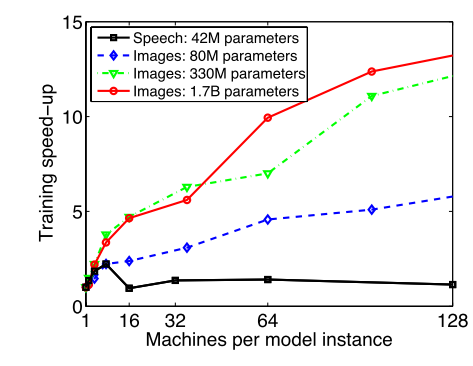 15
10
5
0
Training speed−up
Speech: 42M parameters
Images: 80M parameters
Images: 330M parameters
Images: 1.7B parameters
1 16 32 64 128
Machines per model instance